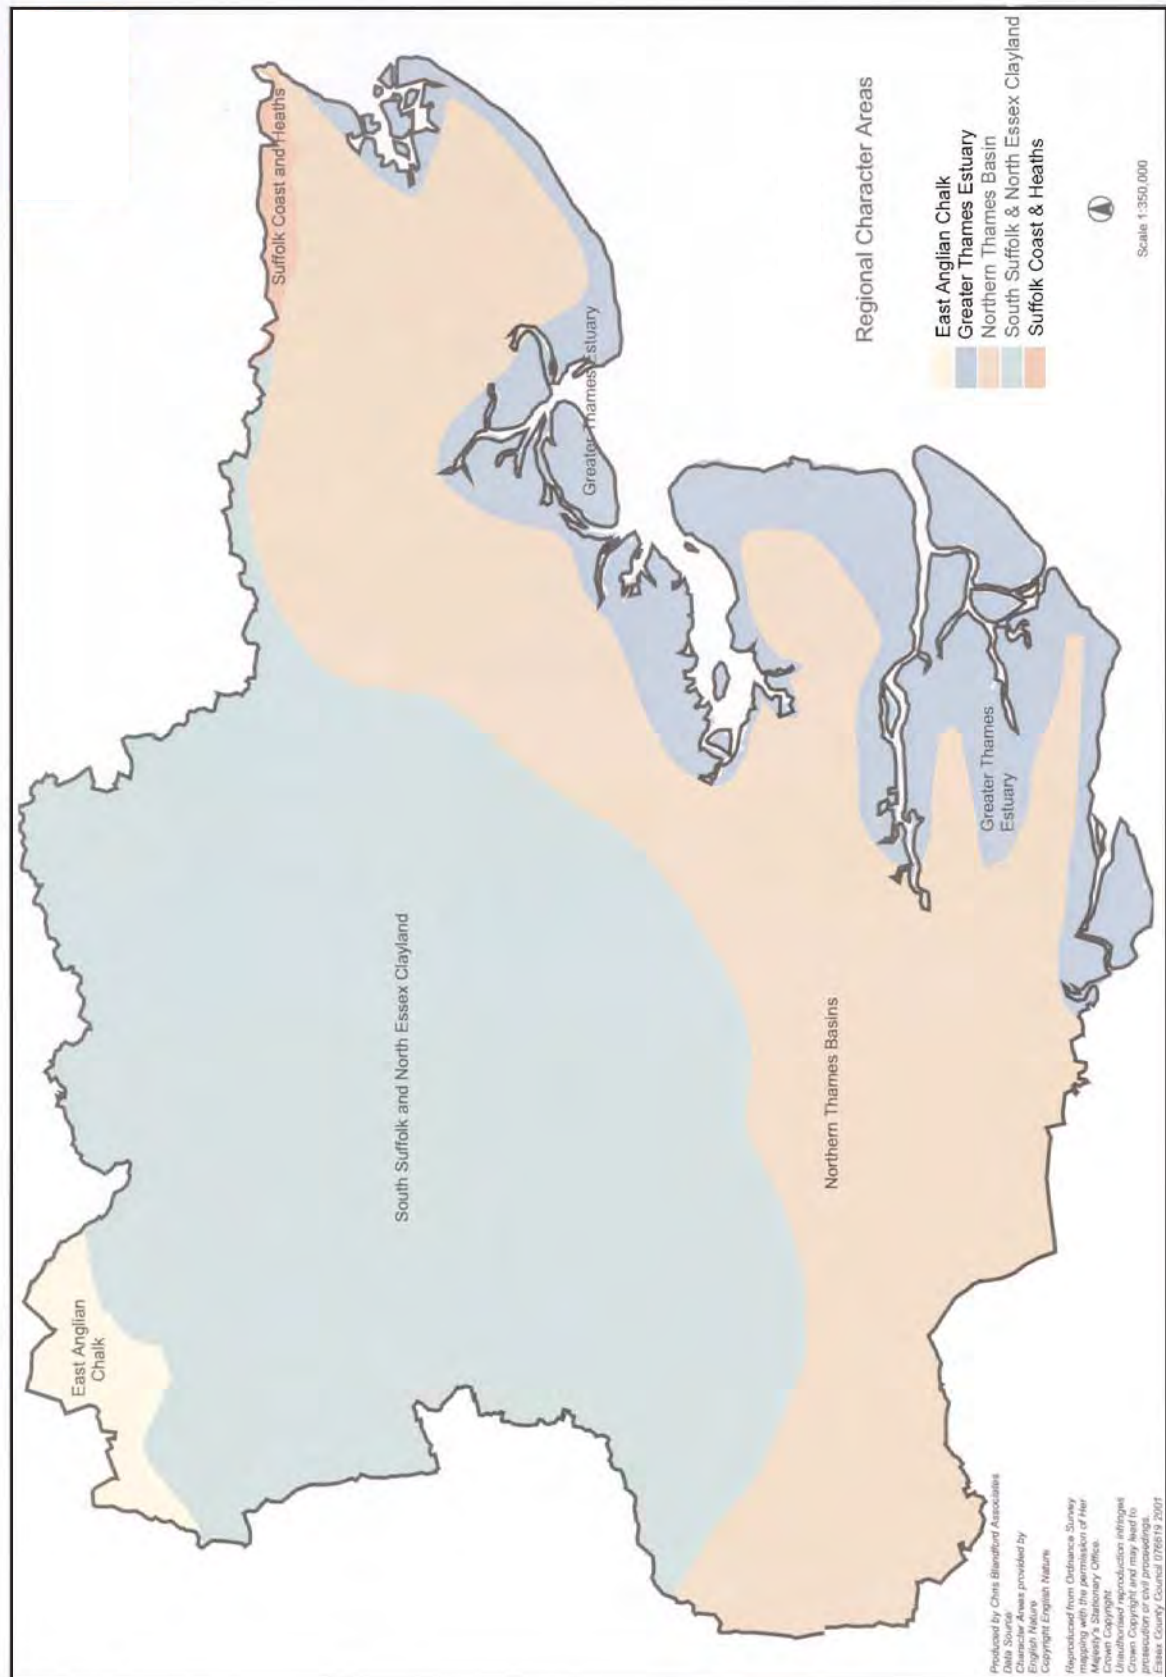 Suffolk Coast and Heaths
Greater Thames Estuary
Greater Thames
Estuary
South Suffolk and North Essex Clayland
Northern Thames Basins
East Anglian
Chalk
Regional Character Areas
East Anglian Chalk
Greater Thames Estuary
Northern Thames Basin
South Suffolk & North Essex Clayland
Suffolk Coast & Heaths
Scale 1:350,000
Produced by Chris Blandford Associates
Data Source
Character Areas provided by
English Nature
Copyright English Nature
Reproduced from Ordnance Survey
mapping with the permission of Her
Majesty's Stationary Office.
Crown Copyright
Unauthorised reproduction infringes
Crown Copyright and may lead to
prosecution or civil proceedings.
Essex County Council 076619 2001